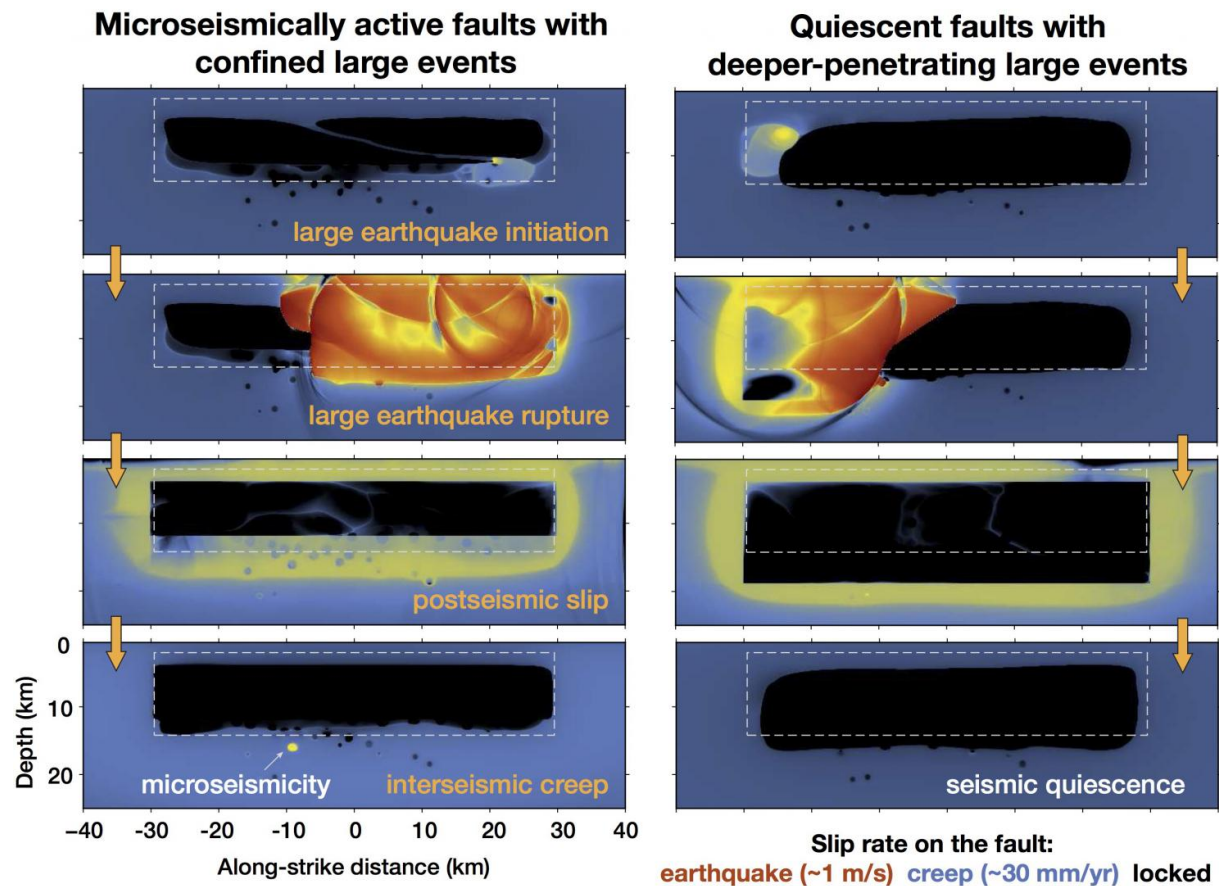 Microseismically active faults with
confined large events
Quiescent faults with
deeper-penetrating large events
large earthquake initiation
large earthquake rupture
postseismic slip
0
10
20
Depth (km)
microseismicity
interseismic creep
seismic quiescence
−40 −30 −20 −10 0 10 20 30 40
Along-strike distance (km)
Slip rate on the fault:
earthquake (~1 m/s) creep (~30 mm/yr) locked